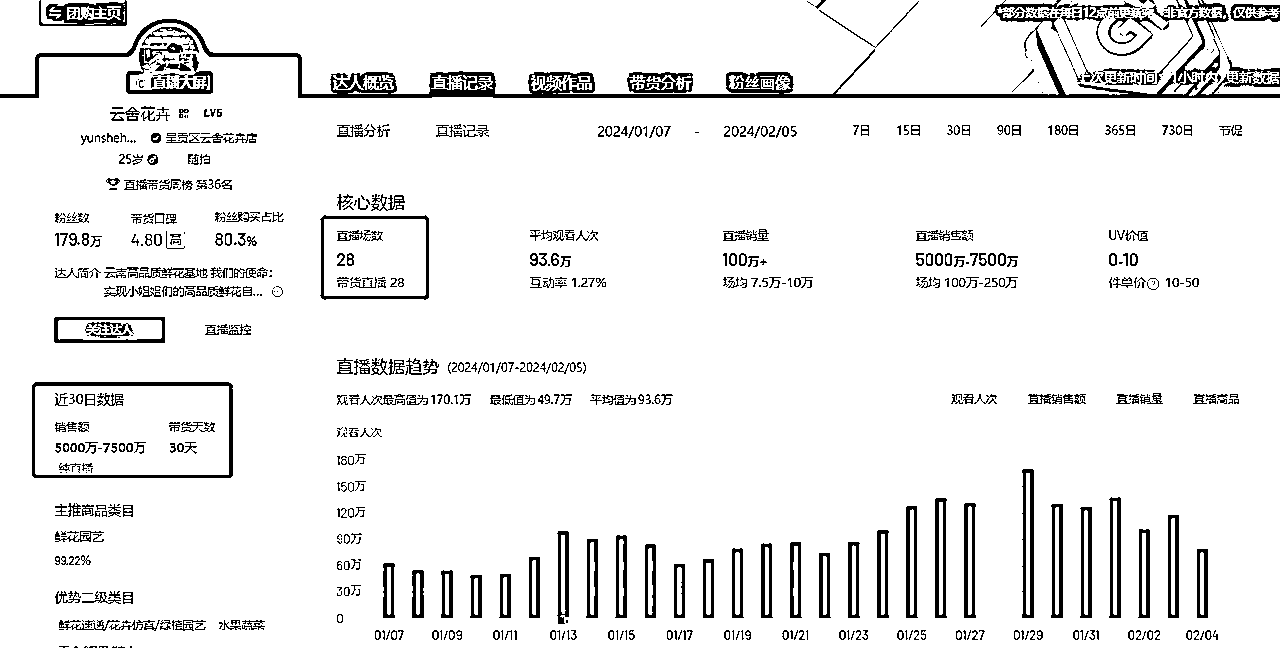 团购主页
*部分数据在每日12点前更新完，非官方数据，仅供参考
直播大屏
达人概览 直播记录 视频作品 带货分析 粉丝画像
上次更新时间：1小时内 更新数据
云舍花卉 LV5
yunsheh... 呈贡区云舍花卉店
25岁 随拍
直播带货周榜 第36名
粉丝数 带货口碑 粉丝购买占比
179.8万 4.80 高 80.3%
达人简介 云南高品质鲜花基地 我们的使命：
实现小姐姐们的高品质鲜花自...
关注达人 直播监控
近30日数据
销售额 带货天数
5000万-7500万 30天
纯直播
主推商品类目
鲜花园艺
99.22%
优势二级类目
鲜花速递/花卉仿真/绿植园艺 水果蔬菜
直播分析 直播记录 2024/01/07 - 2024/02/05 7日 15日 30日 90日 180日 365日 730日 节促
核心数据
直播场数 平均观看人次 直播销量 直播销售额 UV价值
28 93.6万 100万+ 5000万-7500万 0-10
带货直播 28 互动率 1.27% 场均 7.5万-10万 场均 100万-250万 件单价 10-50
直播数据趋势 (2024/01/07-2024/02/05)
观看人次最高值为170.1万 最低值为49.7万 平均值为93.6万 观看人次 直播销售额 直播销量 直播商品
观看人次
180万
150万
120万
90万
60万
30万
0
01/07 01/09 01/11 01/13 01/15 01/17 01/19 01/21 01/23 01/25 01/27 01/29 01/31 02/02 02/04